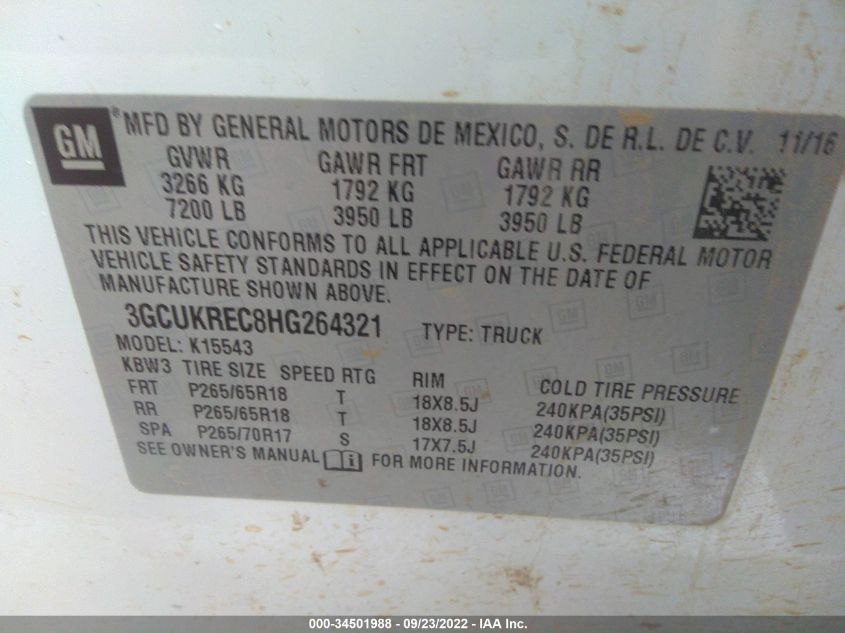 GM ® MFD BY GENERAL MOTORS DE MEXICO, S. DE R.L. DE C.V. 11/16
GVWR GAWR FRT GAWR RR
3266 KG 1792 KG 1792 KG
7200 LB 3950 LB 3950 LB
THIS VEHICLE CONFORMS TO ALL APPLICABLE U.S. FEDERAL MOTOR
VEHICLE SAFETY STANDARDS IN EFFECT ON THE DATE OF
MANUFACTURE SHOWN ABOVE.
3GCUKREC8HG264321 TYPE: TRUCK
MODEL: K15543
KBW3 TIRE SIZE SPEED RTG RIM COLD TIRE PRESSURE
FRT P265/65R18 T 18X8.5J 240KPA(35PSI)
RR P265/65R18 T 18X8.5J 240KPA(35PSI)
SPA P265/70R17 S 17X7.5J 240KPA(35PSI)
SEE OWNER'S MANUAL FOR MORE INFORMATION.
000-34501988 - 09/23/2022 - IAA Inc.